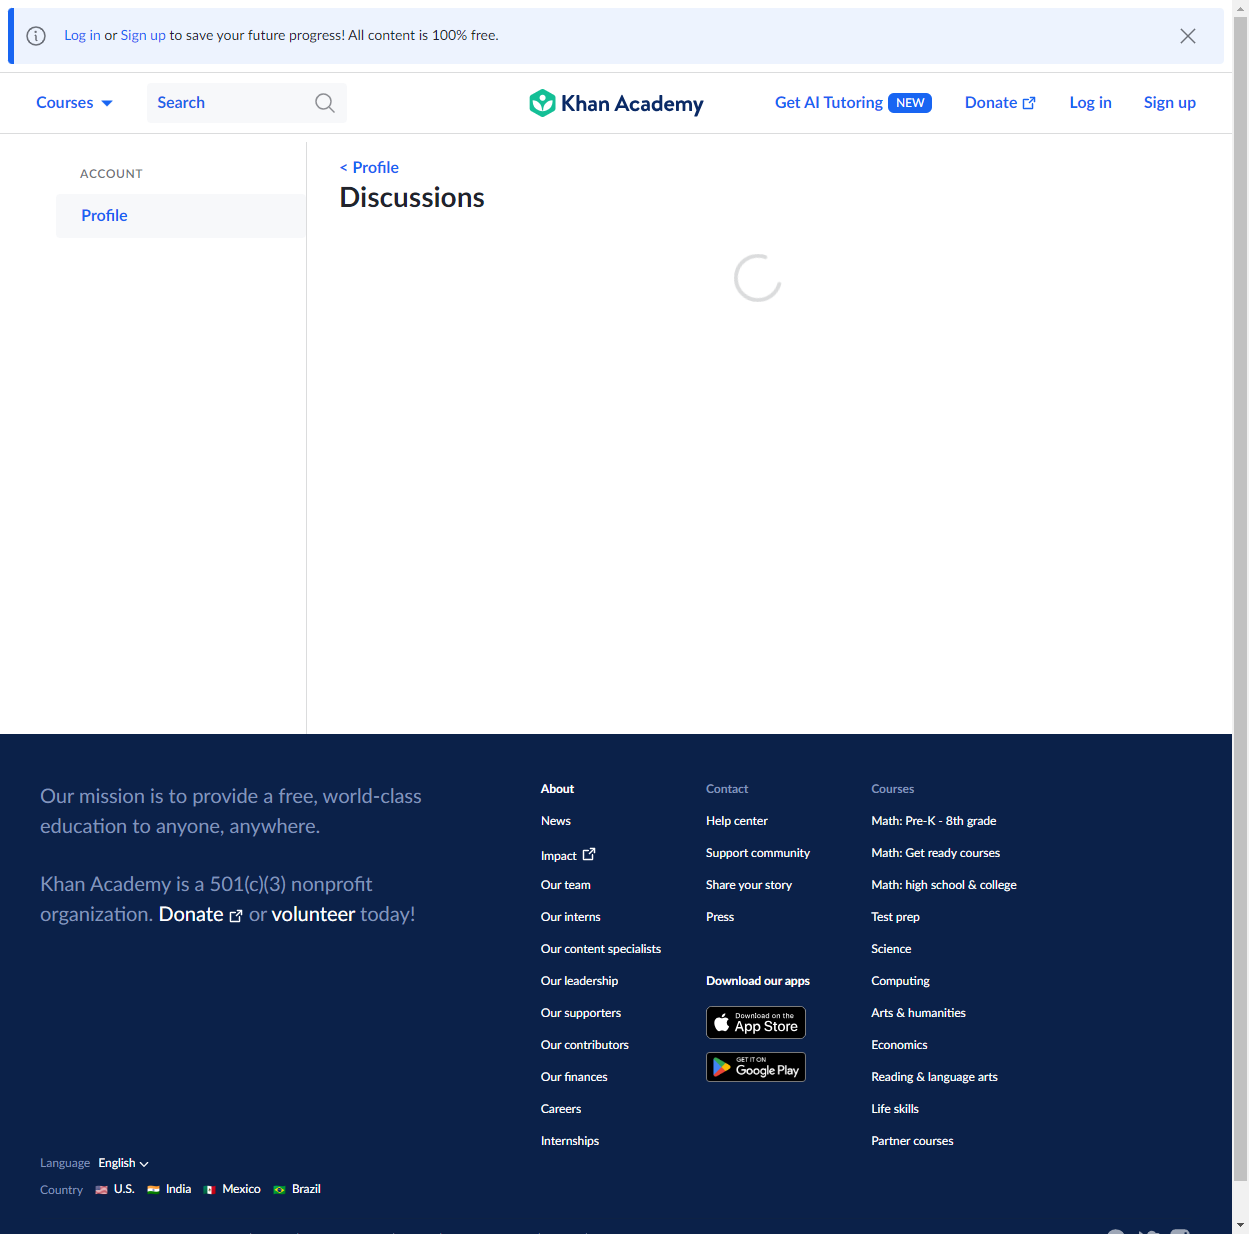 Log in or Sign up to save your future progress! All content is 100% free.
Courses
Search
Khan Academy
Get AI Tutoring NEW
Donate
Log in
Sign up
ACCOUNT
Profile
< Profile
Discussions
Our mission is to provide a free, world-class
education to anyone, anywhere.
Khan Academy is a 501(c)(3) nonprofit
organization. Donate or volunteer today!
About
News
Impact
Our team
Our interns
Our content specialists
Our leadership
Our supporters
Our contributors
Our finances
Careers
Internships
Contact
Help center
Support community
Share your story
Press
Download our apps
Download on the
App Store
GET IT ON
Google Play
Courses
Math: Pre-K - 8th grade
Math: Get ready courses
Math: high school & college
Test prep
Science
Computing
Arts & humanities
Economics
Reading & language arts
Life skills
Partner courses
Language English
Country U.S. India Mexico Brazil